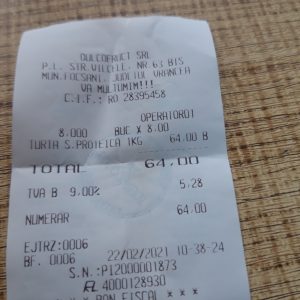 DULCOFRUCT SRL
P.L. STR.VILCELE, NR.63 BIS
MUN.FOCSANI, JUDETUL VRANCEA
VA MULTUMIM!!!
C.I.F.: RO 28395458
OPERATOR01
8,000 BUC X 8.00
TURTA S.PROTEICA 1KG 64.00 B
TOTAL 64,00
TVA B 9,00% 5.28
NUMERAR 64.00
EJTRZ:0006
BF. 0006 22/02/2021 10-38-24
S.N.:P12000001873
4000128930
* * BON FISCAL * * *